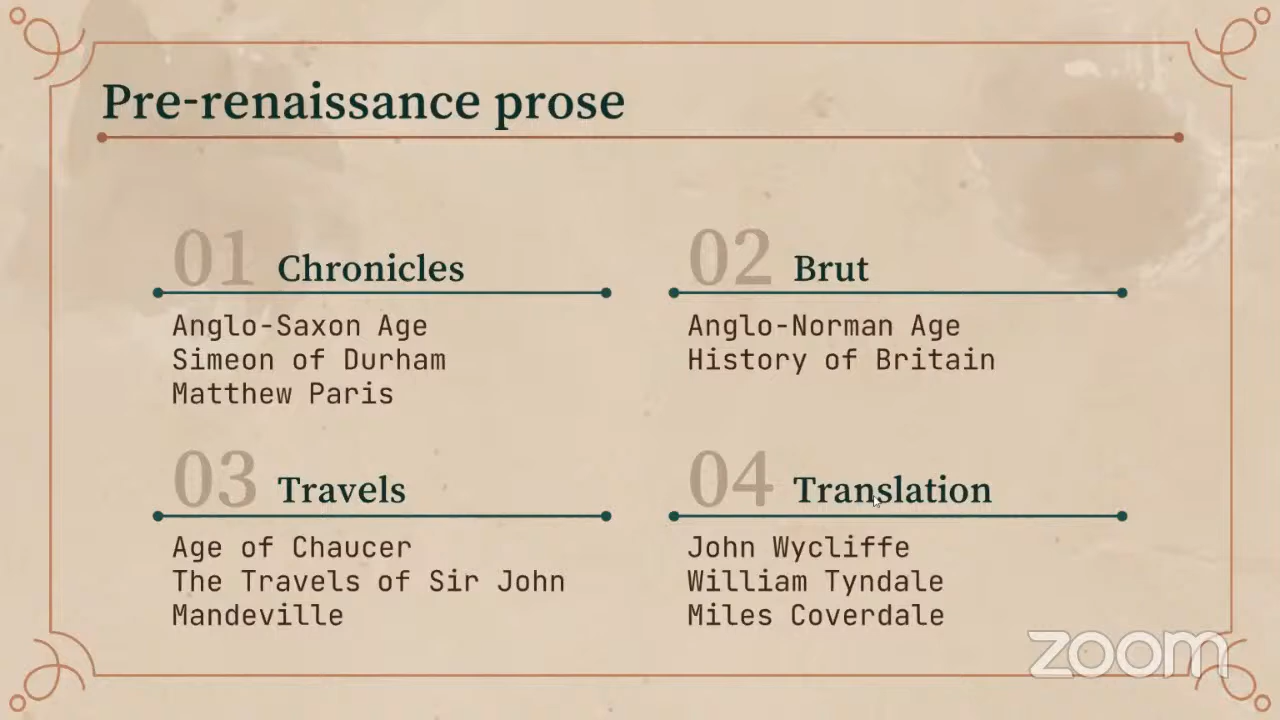 Pre-renaissance prose
01 Chronicles
Anglo-Saxon Age
Simeon of Durham
Matthew Paris
02 Brut
Anglo-Norman Age
History of Britain
03 Travels
Age of Chaucer
The Travels of Sir John
Mandeville
04 Translation
John Wycliffe
William Tyndale
Miles Coverdale
zoom